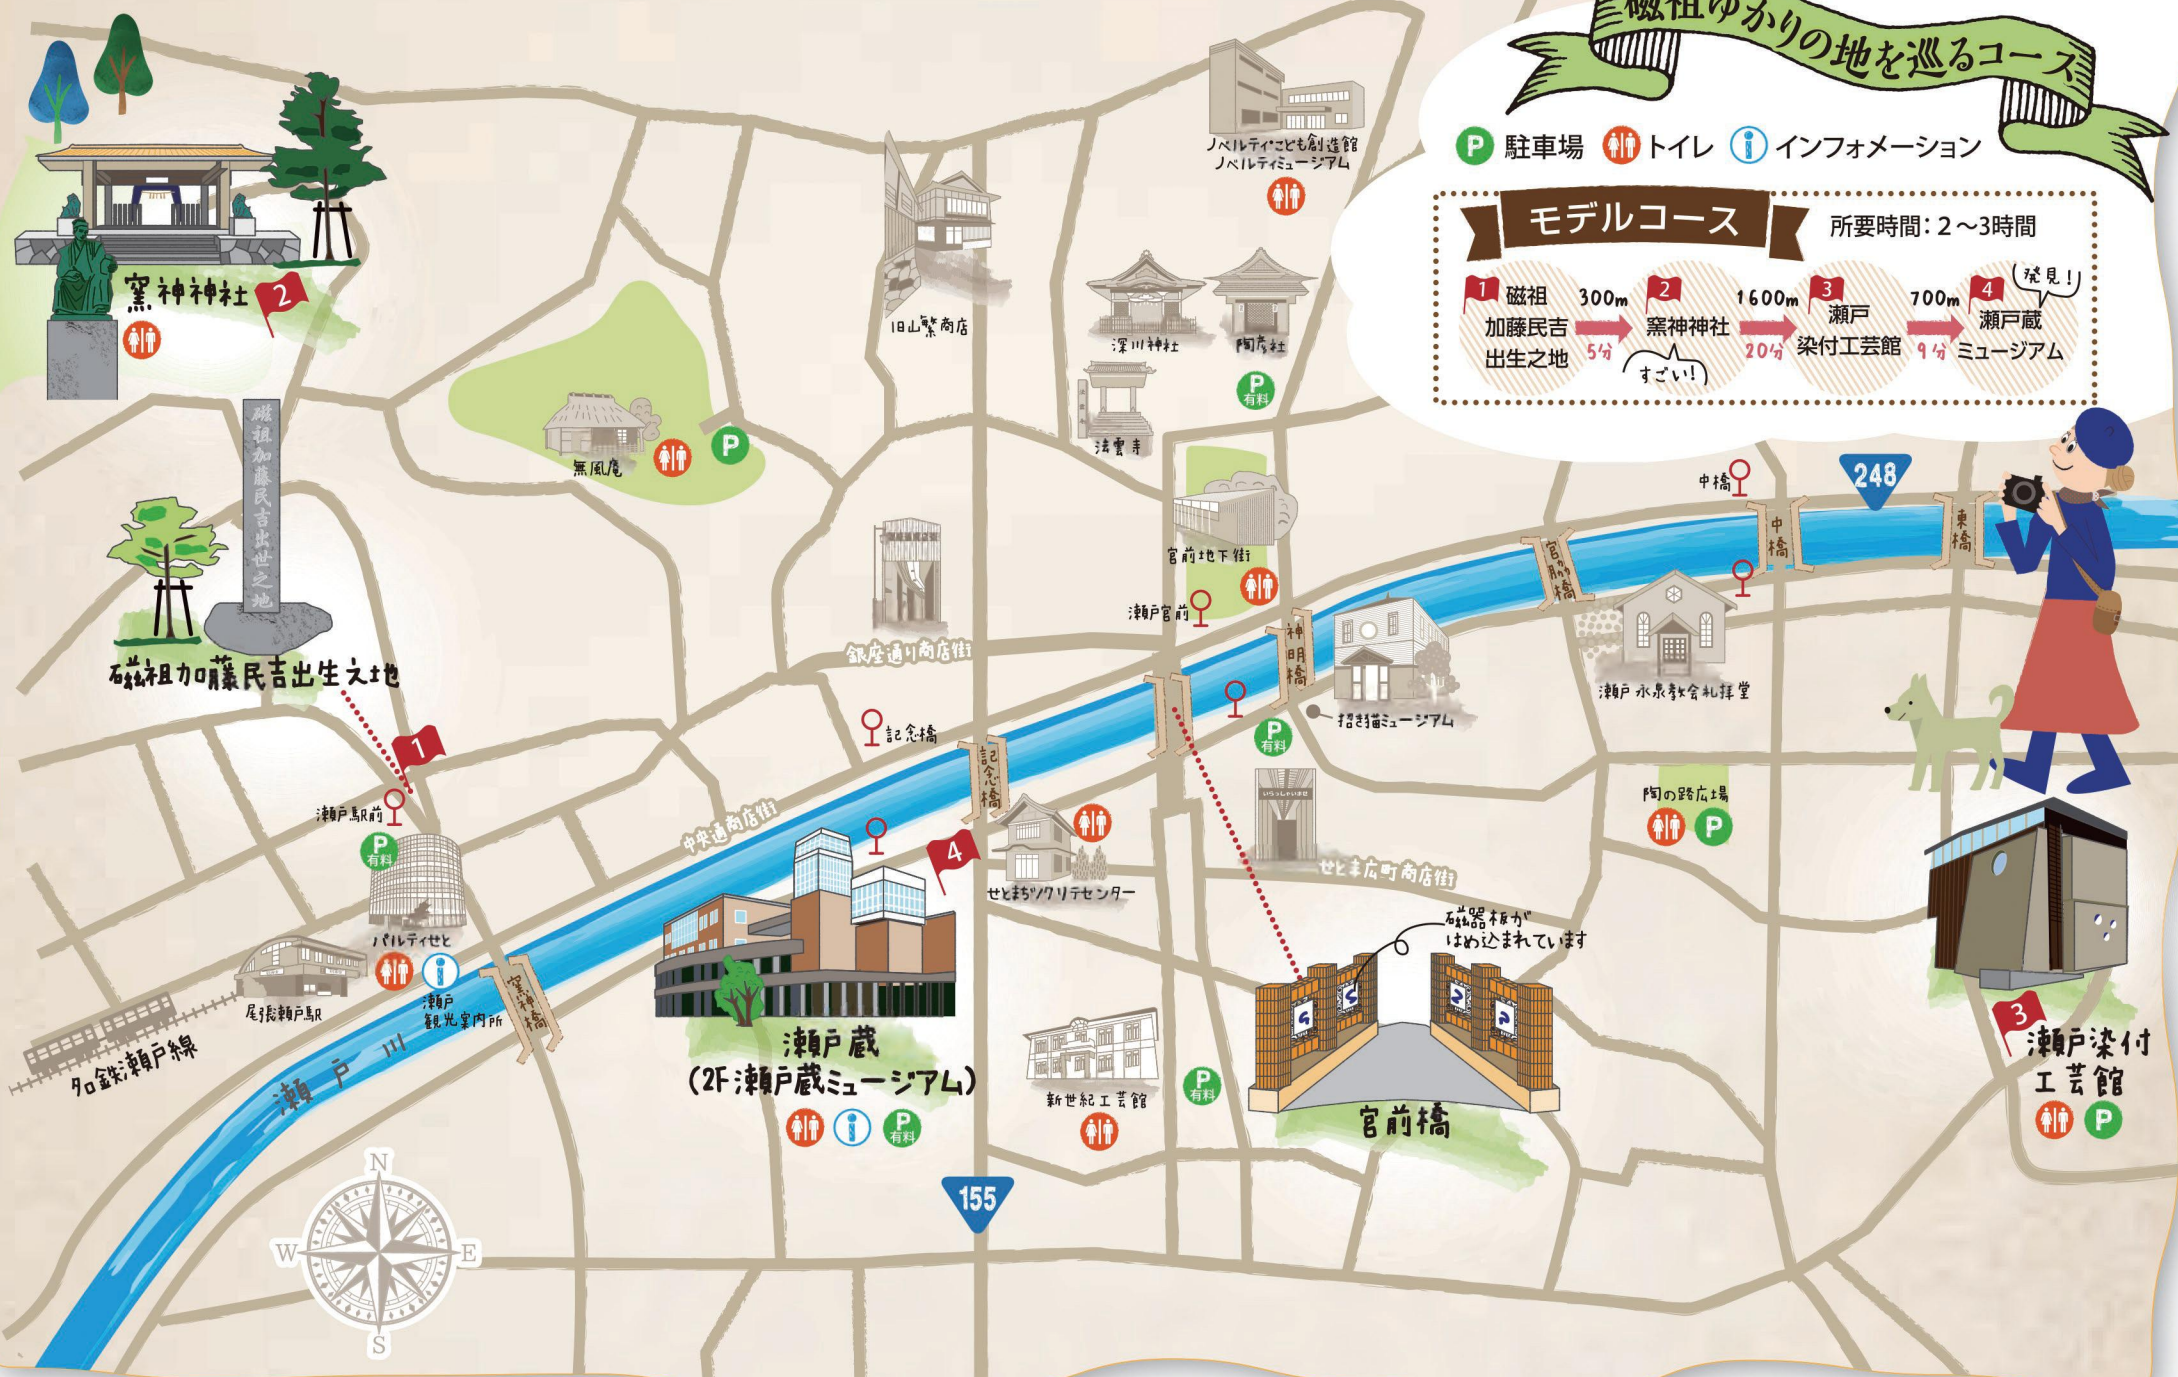 磁祖ゆかりの地を巡るコース
P 駐車場 トイレ i インフォメーション
モデルコース
所要時間：2～3時間
1 磁祖
加藤民吉
出生之地
300m
5分
2
窯神神社
すごい！
1600m
20分
3
瀬戸
染付工芸館
700m
9分
4
発見！
瀬戸蔵
ミュージアム
ノベルティ・こども創造館
ノベルティミュージアム
窯神神社
2
旧山繁商店
深川神社
陶彦社
P
有料
法雲寺
無風庵
P
磁祖加藤民吉出世之地
磁祖加藤民吉出生之地
1
宮前地下街
瀬戸宮前
銀座通り商店街
中橋
248
中橋
東橋
宮脇橋
神明橋
招き猫ミュージアム
瀬戸永泉教会礼拝堂
P
有料
記念橋
記念橋
中央通商店街
瀬戸駅前
P
有料
パルティせと
i
瀬戸
観光案内所
尾張瀬戸駅
名鉄瀬戸線
瀬戸川
窯神橋
4
せとまちツクリテセンター
いらっしゃいませ
せと末広町商店街
陶の路広場
P
磁器板が
はめ込まれています
宮前橋
瀬戸蔵
(2F 瀬戸蔵ミュージアム)
i
P
有料
新世紀工芸館
P
有料
3
瀬戸染付
工芸館
P
155
N
W
E
S